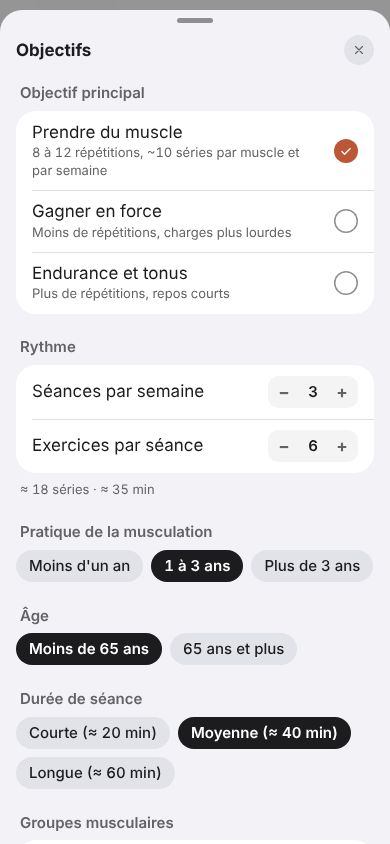 Objectifs
Objectif principal
Prendre du muscle
8 à 12 répétitions, ~10 séries par muscle et
par semaine
Gagner en force
Moins de répétitions, charges plus lourdes
Endurance et tonus
Plus de répétitions, repos courts
Rythme
Séances par semaine − 3 +
Exercices par séance − 6 +
≈ 18 séries · ≈ 35 min
Pratique de la musculation
Moins d'un an 1 à 3 ans Plus de 3 ans
Âge
Moins de 65 ans 65 ans et plus
Durée de séance
Courte (≈ 20 min) Moyenne (≈ 40 min)
Longue (≈ 60 min)
Groupes musculaires